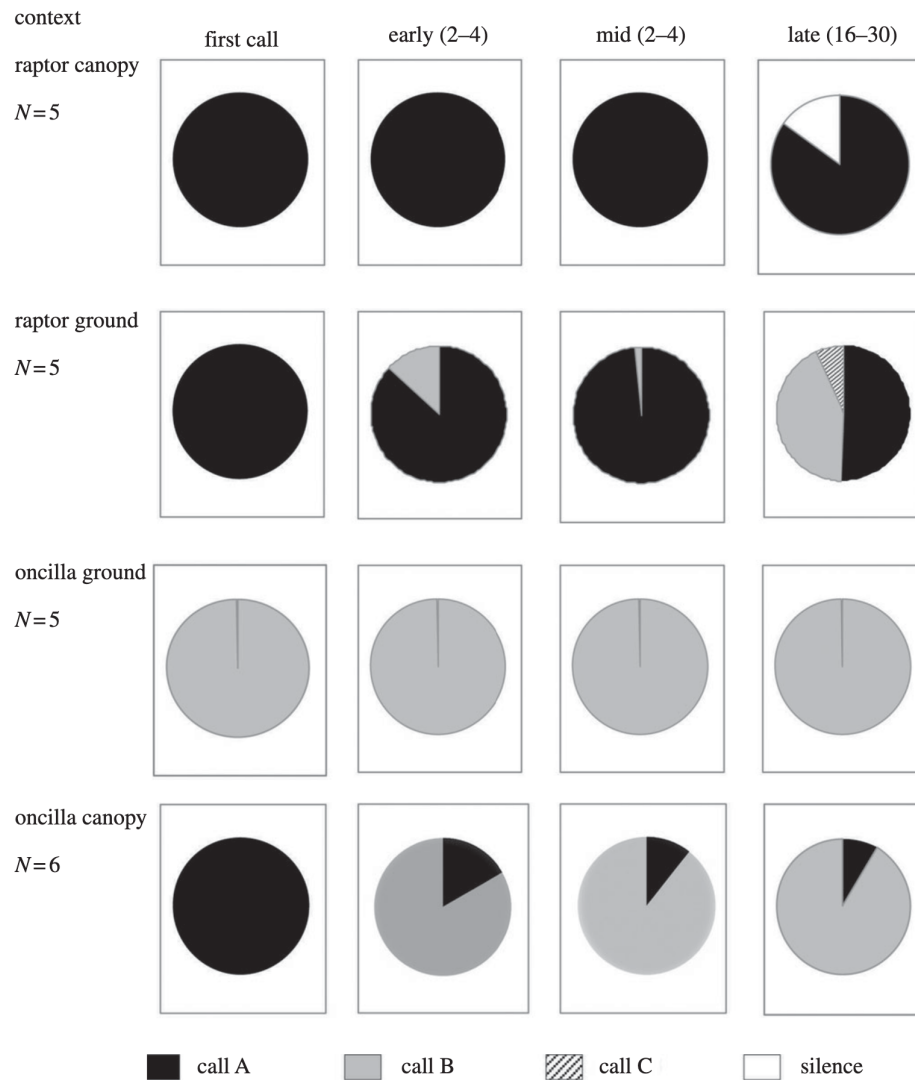 context
first call early (2–4) mid (2–4) late (16–30)
raptor canopy
N=5
raptor ground
N=5
oncilla ground
N=5
oncilla canopy
N=6
call A call B call C silence